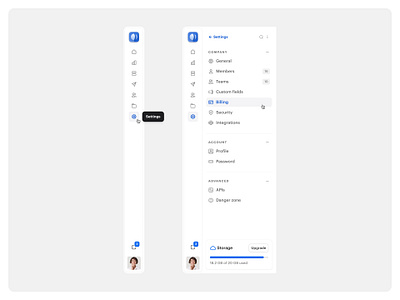 Settings
Settings
COMPANY
General
Members
Teams
Custom fields
Billing
Security
Integrations
ACCOUNT
Profile
Password
ADVANCED
APIs
Danger zone
Storage
Upgrade